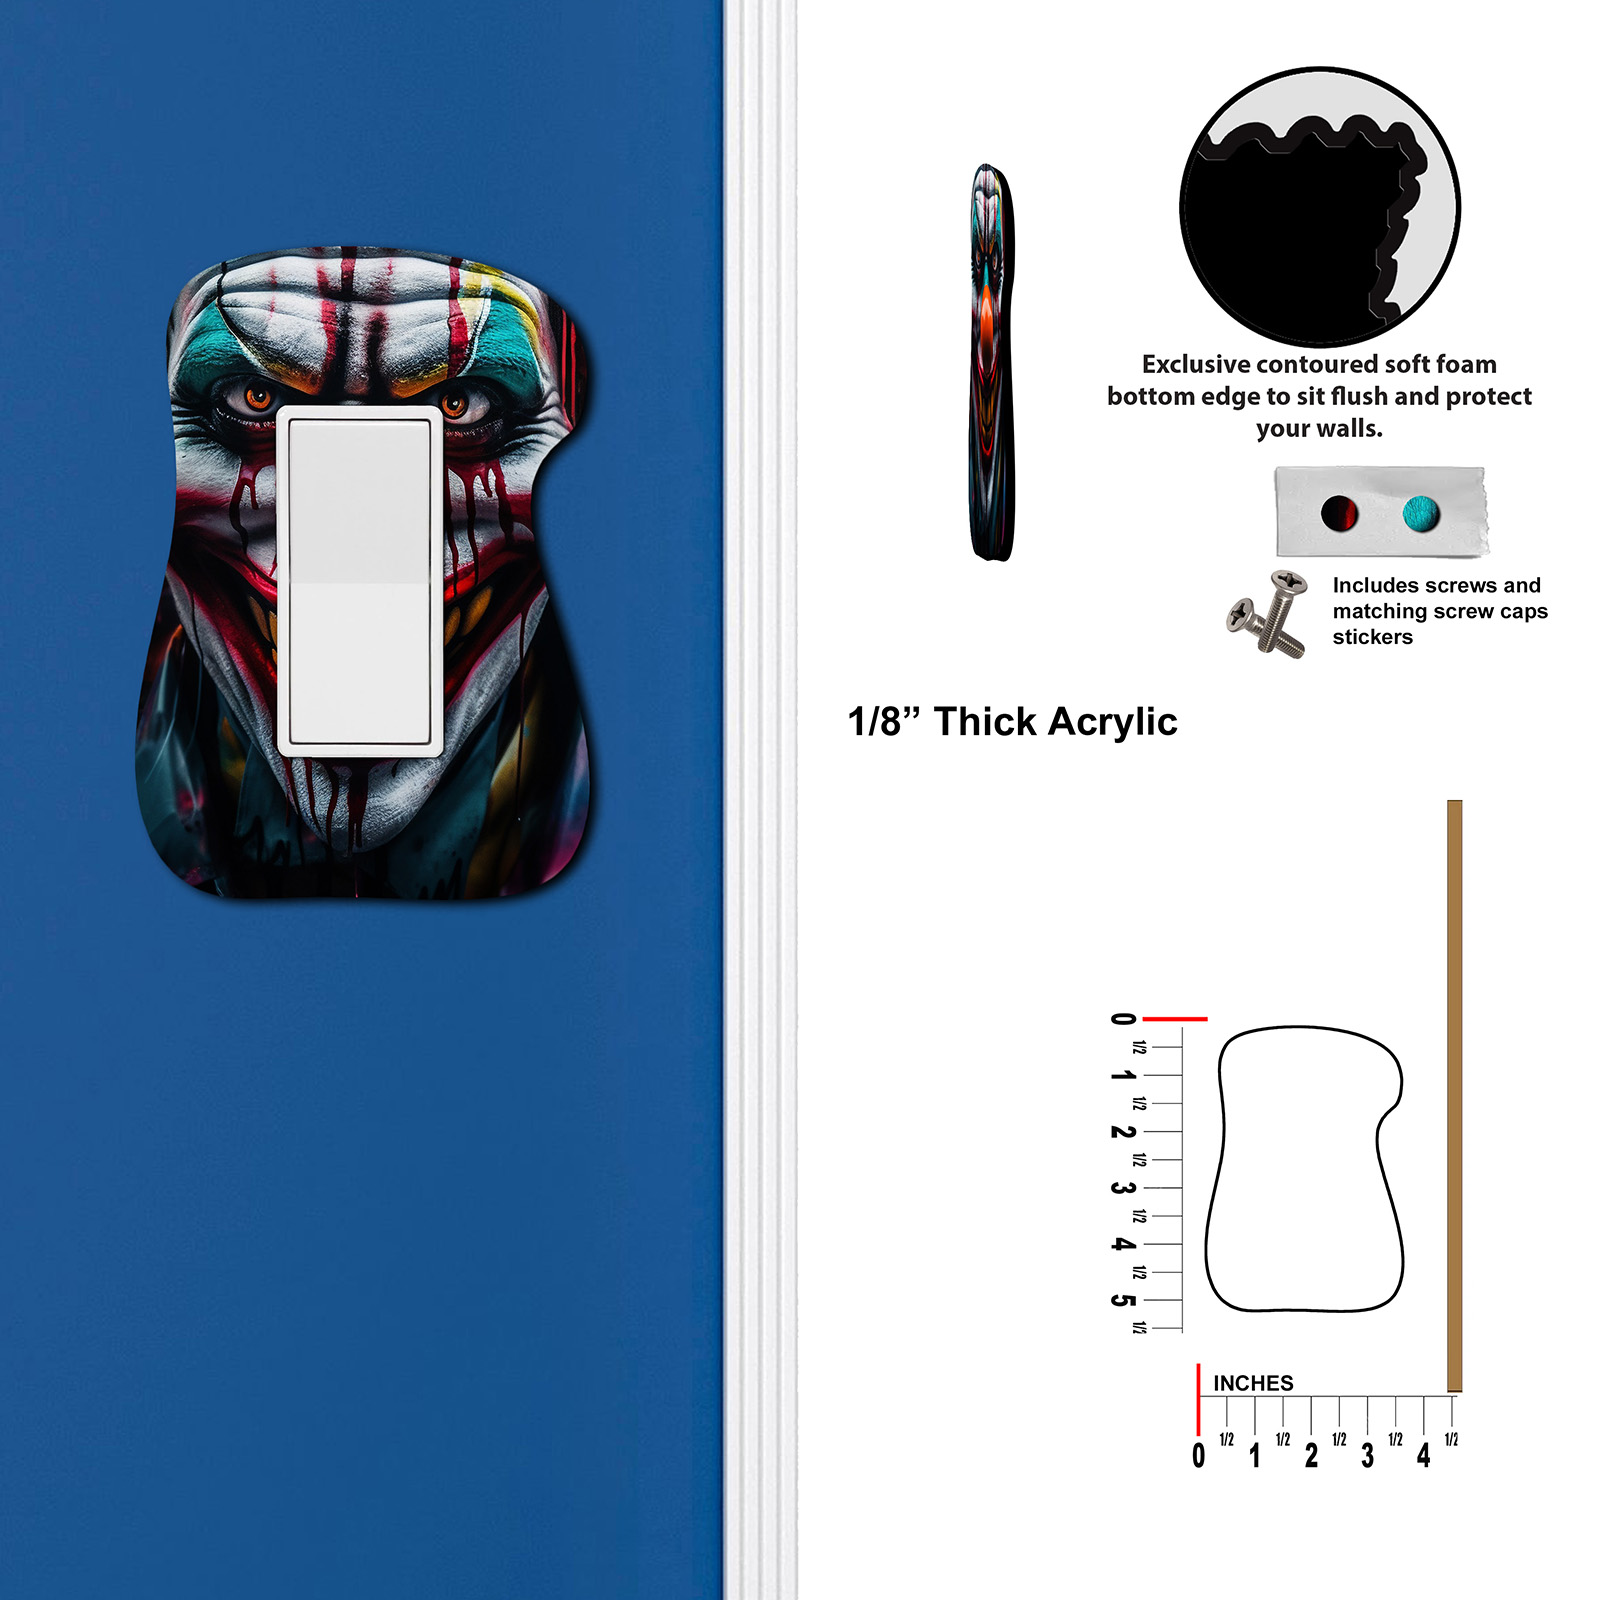 Exclusive contoured soft foam
bottom edge to sit flush and protect
your walls.
Includes screws and
matching screw caps
stickers
1/8” Thick Acrylic
0
1/2
1
1/2
2
1/2
3
1/2
4
1/2
5
1/2
INCHES
0 1/2 1 1/2 2 1/2 3 1/2 4 1/2